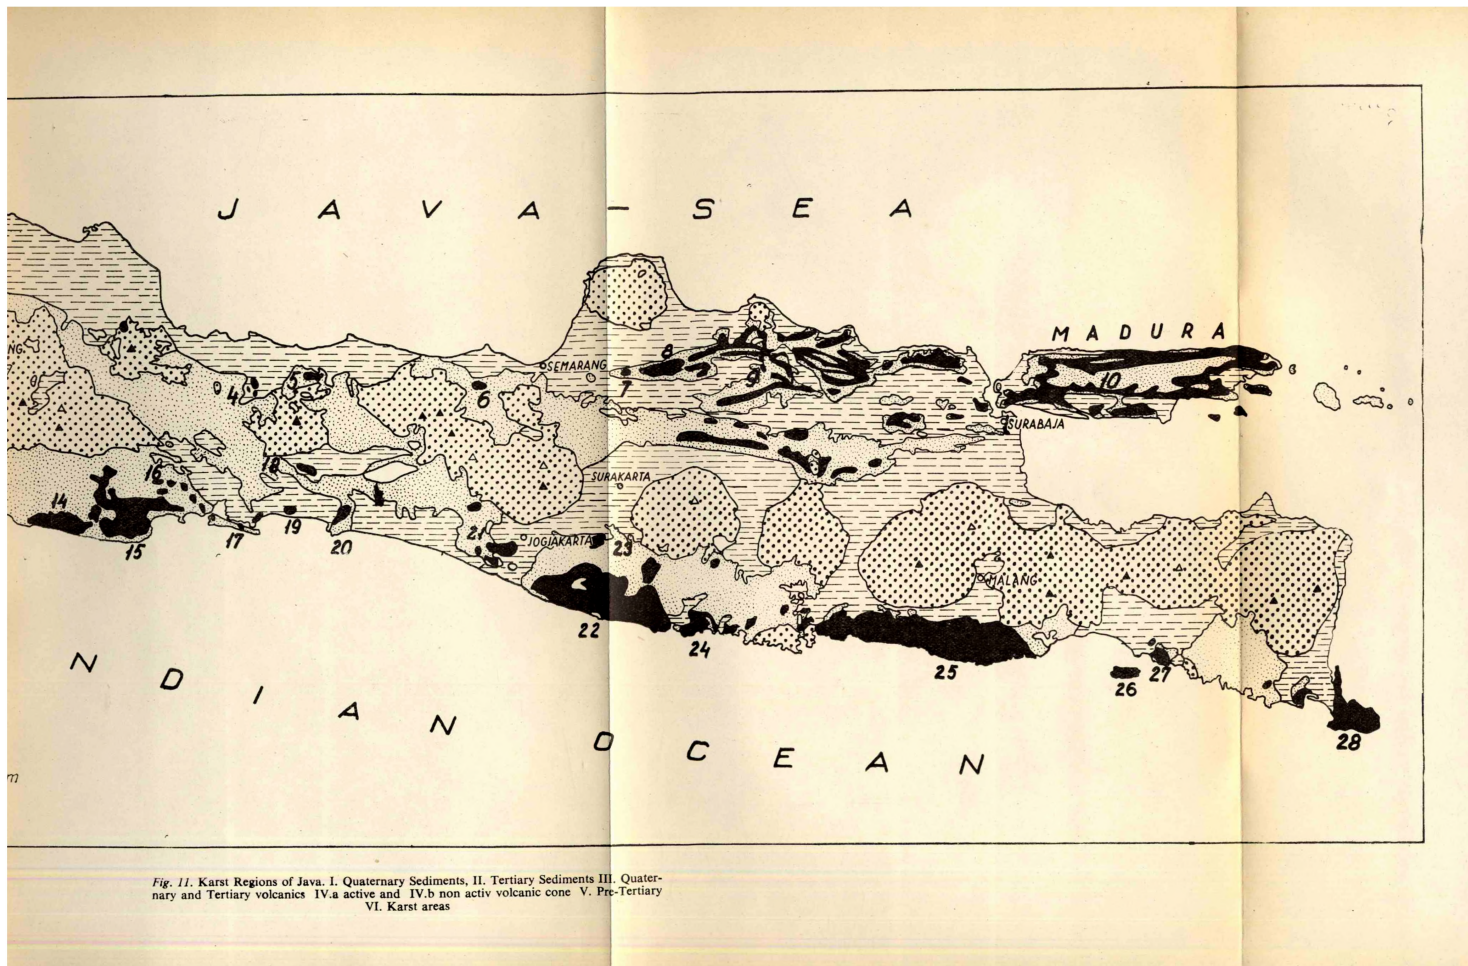 J A V A - S E A
MADURA
NG.
SEMARANG
4
5
6
7
8
9
10
SURABAJA
SURAKARTA
14
15
16
17
18
19
20
21
JOGJAKARTA
23
MALANG
22
24
25
26
27
28
N D I A N O C E A N
m
Fig. 11. Karst Regions of Java. I. Quaternary Sediments, II. Tertiary Sediments III. Quater-
nary and Tertiary volcanics IV.a active and IV.b non activ volcanic cone V. Pre-Tertiary
VI. Karst areas